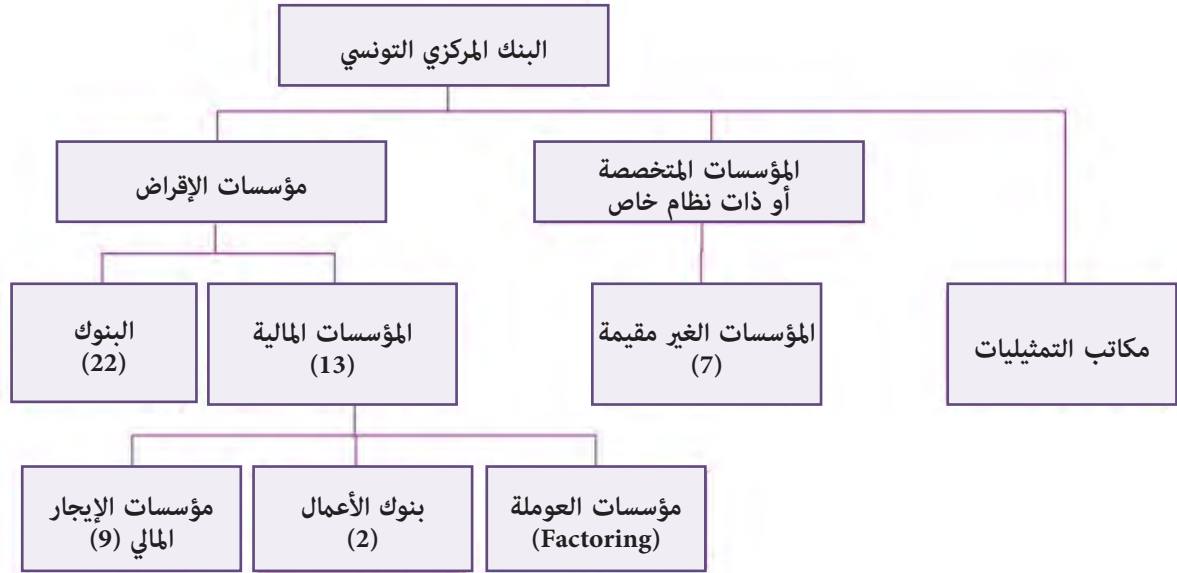 البنك المركزي التونسي
المؤسسات المتخصصة
أو ذات نظام خاص
مؤسسات الإقراض
مكاتب التمثيليات
المؤسسات الغير مقيمة
(7)
المؤسسات المالية
(13)
البنوك
(22)
مؤسسات العوملة
(Factoring)
بنوك الأعمال
(2)
مؤسسات الإيجار
المالي (9)